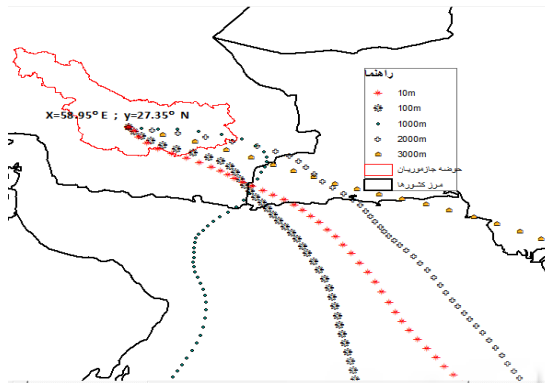 راهنما
10m
100m
1000m
2000m
3000m
حوضه جازموریان
مرز کشورها
X=58.95° E ; y=27.35° N